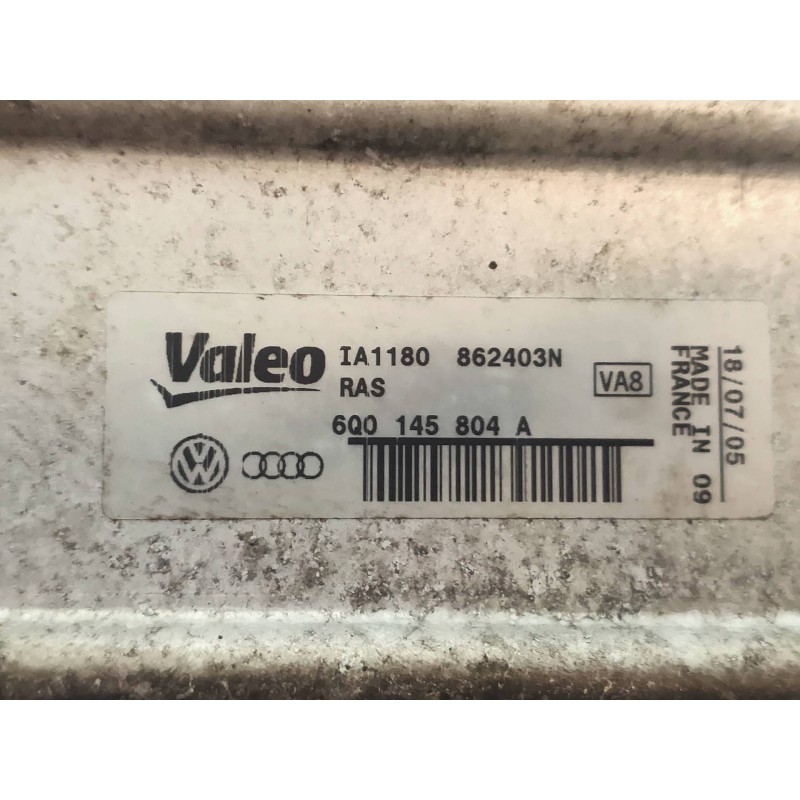 Valeo IA1180 862403N
RAS VA8
6Q0 145 804 A
18/07/05
MADE IN 09
FRANCE